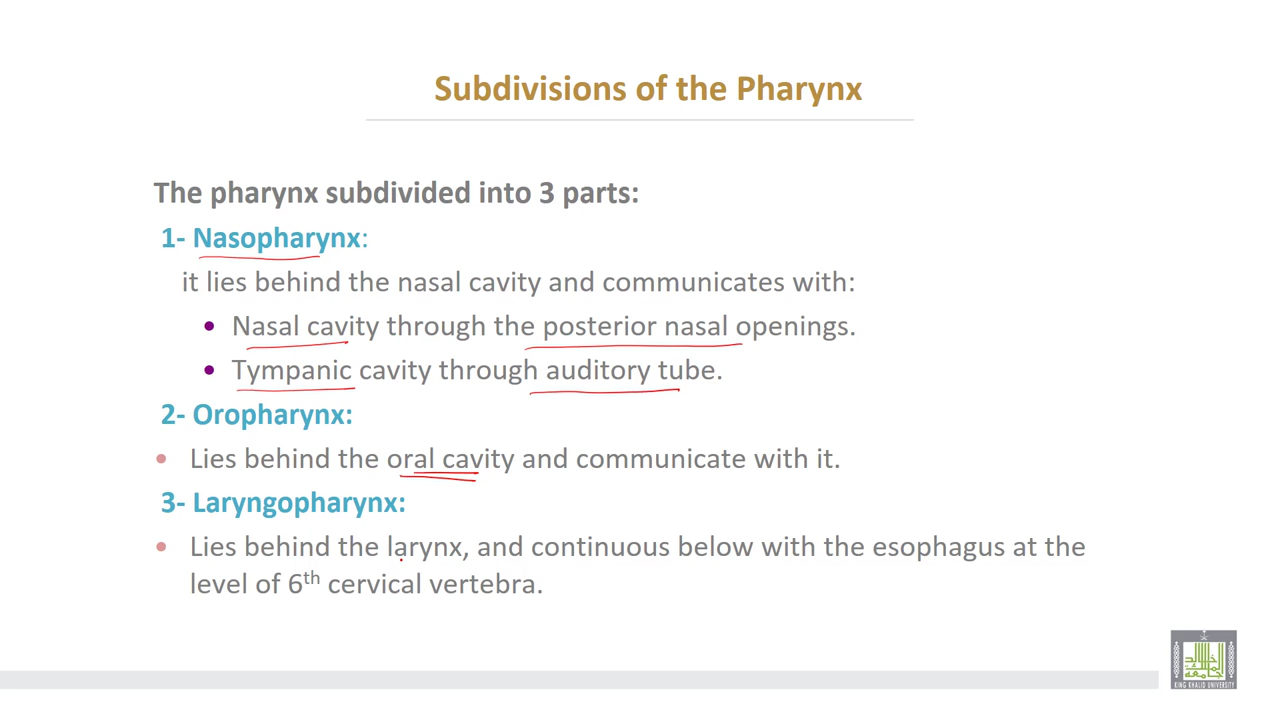 Subdivisions of the Pharynx
The pharynx subdivided into 3 parts:
1- Nasopharynx:
it lies behind the nasal cavity and communicates with:
• Nasal cavity through the posterior nasal openings.
• Tympanic cavity through auditory tube.
2- Oropharynx:
• Lies behind the oral cavity and communicate with it.
3- Laryngopharynx:
• Lies behind the larynx, and continuous below with the esophagus at the
level of 6th cervical vertebra.
KING KHALID UNIVERSITY